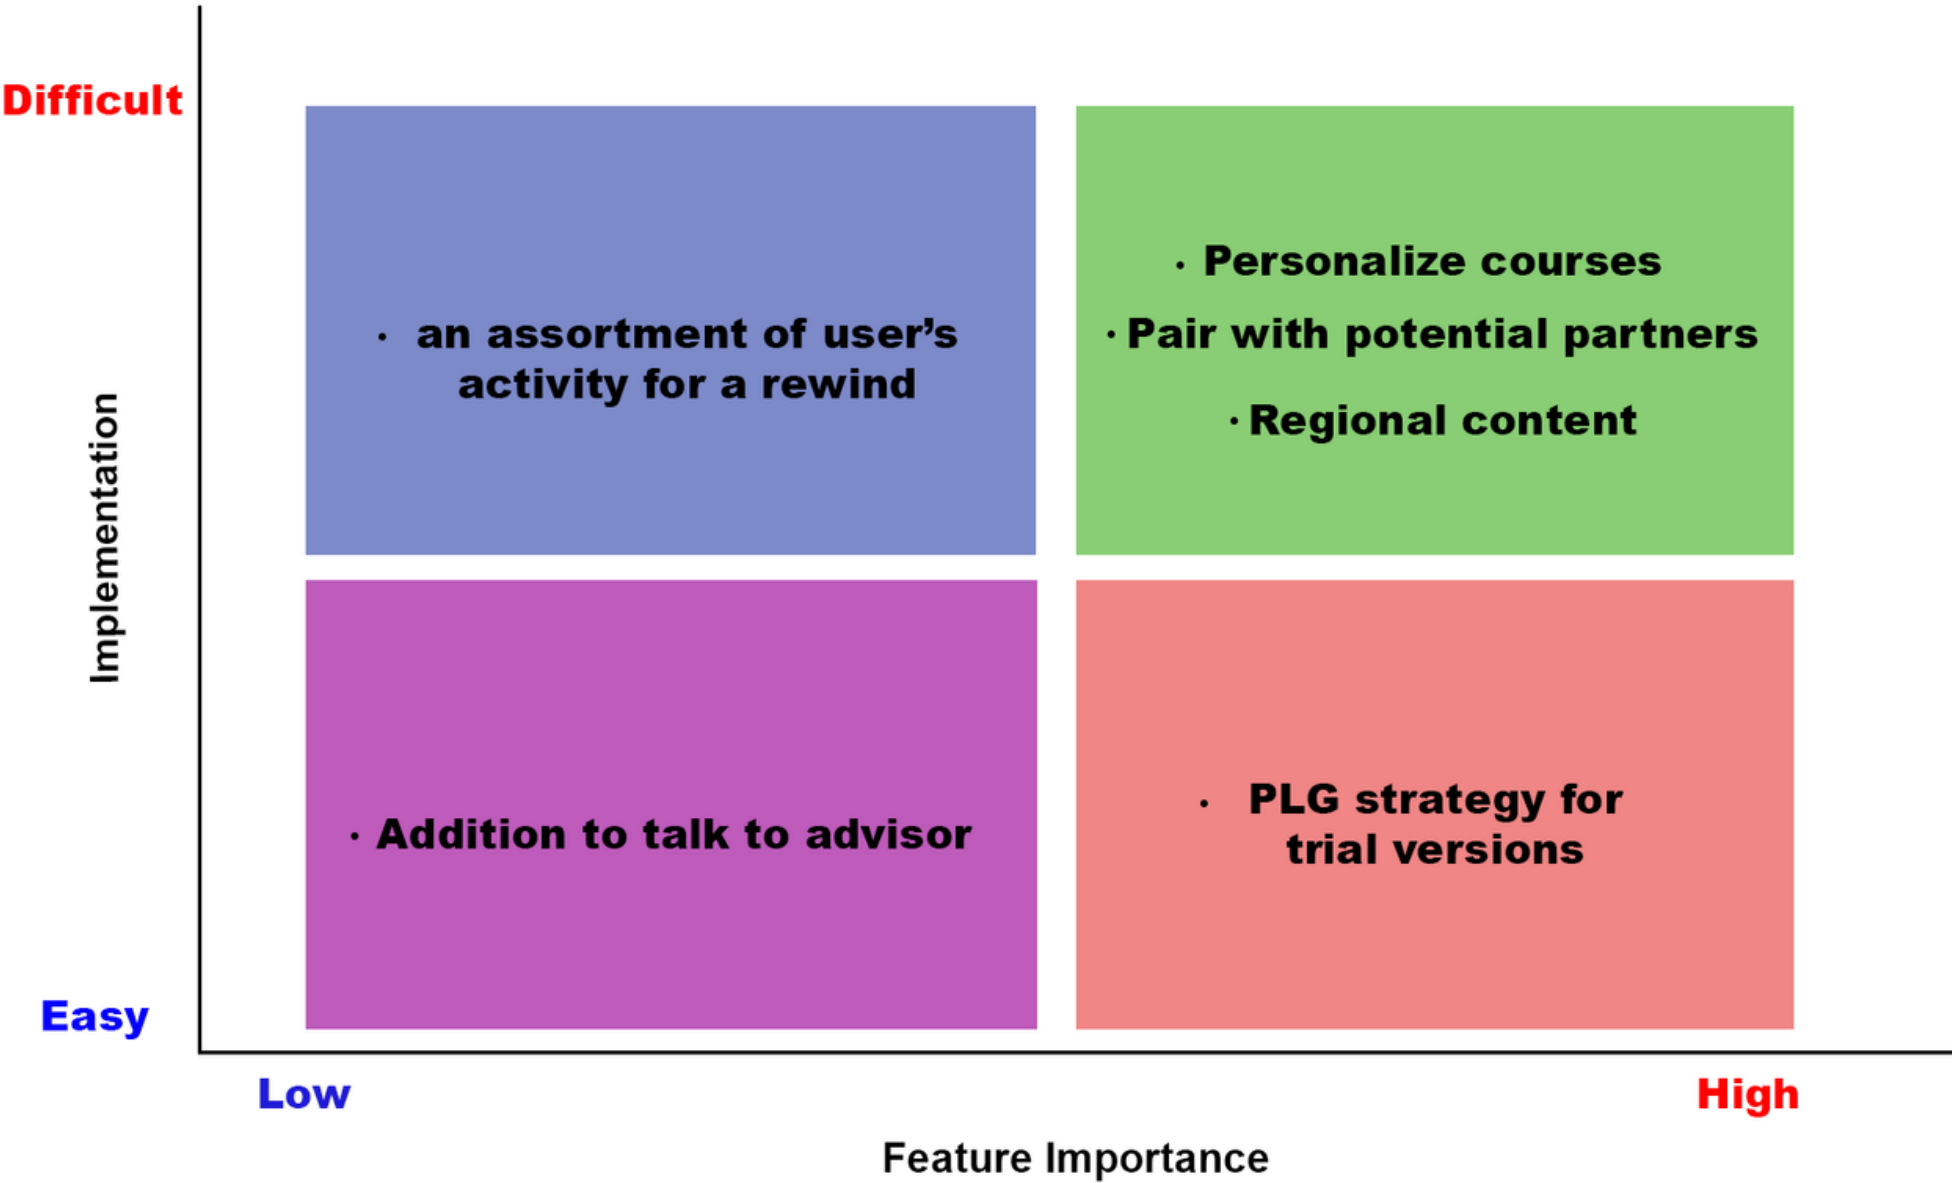 Difficult
· an assortment of user’s
activity for a rewind
· Personalize courses
· Pair with potential partners
· Regional content
Implementation
· Addition to talk to advisor
· PLG strategy for
trial versions
Easy
Low
High
Feature Importance